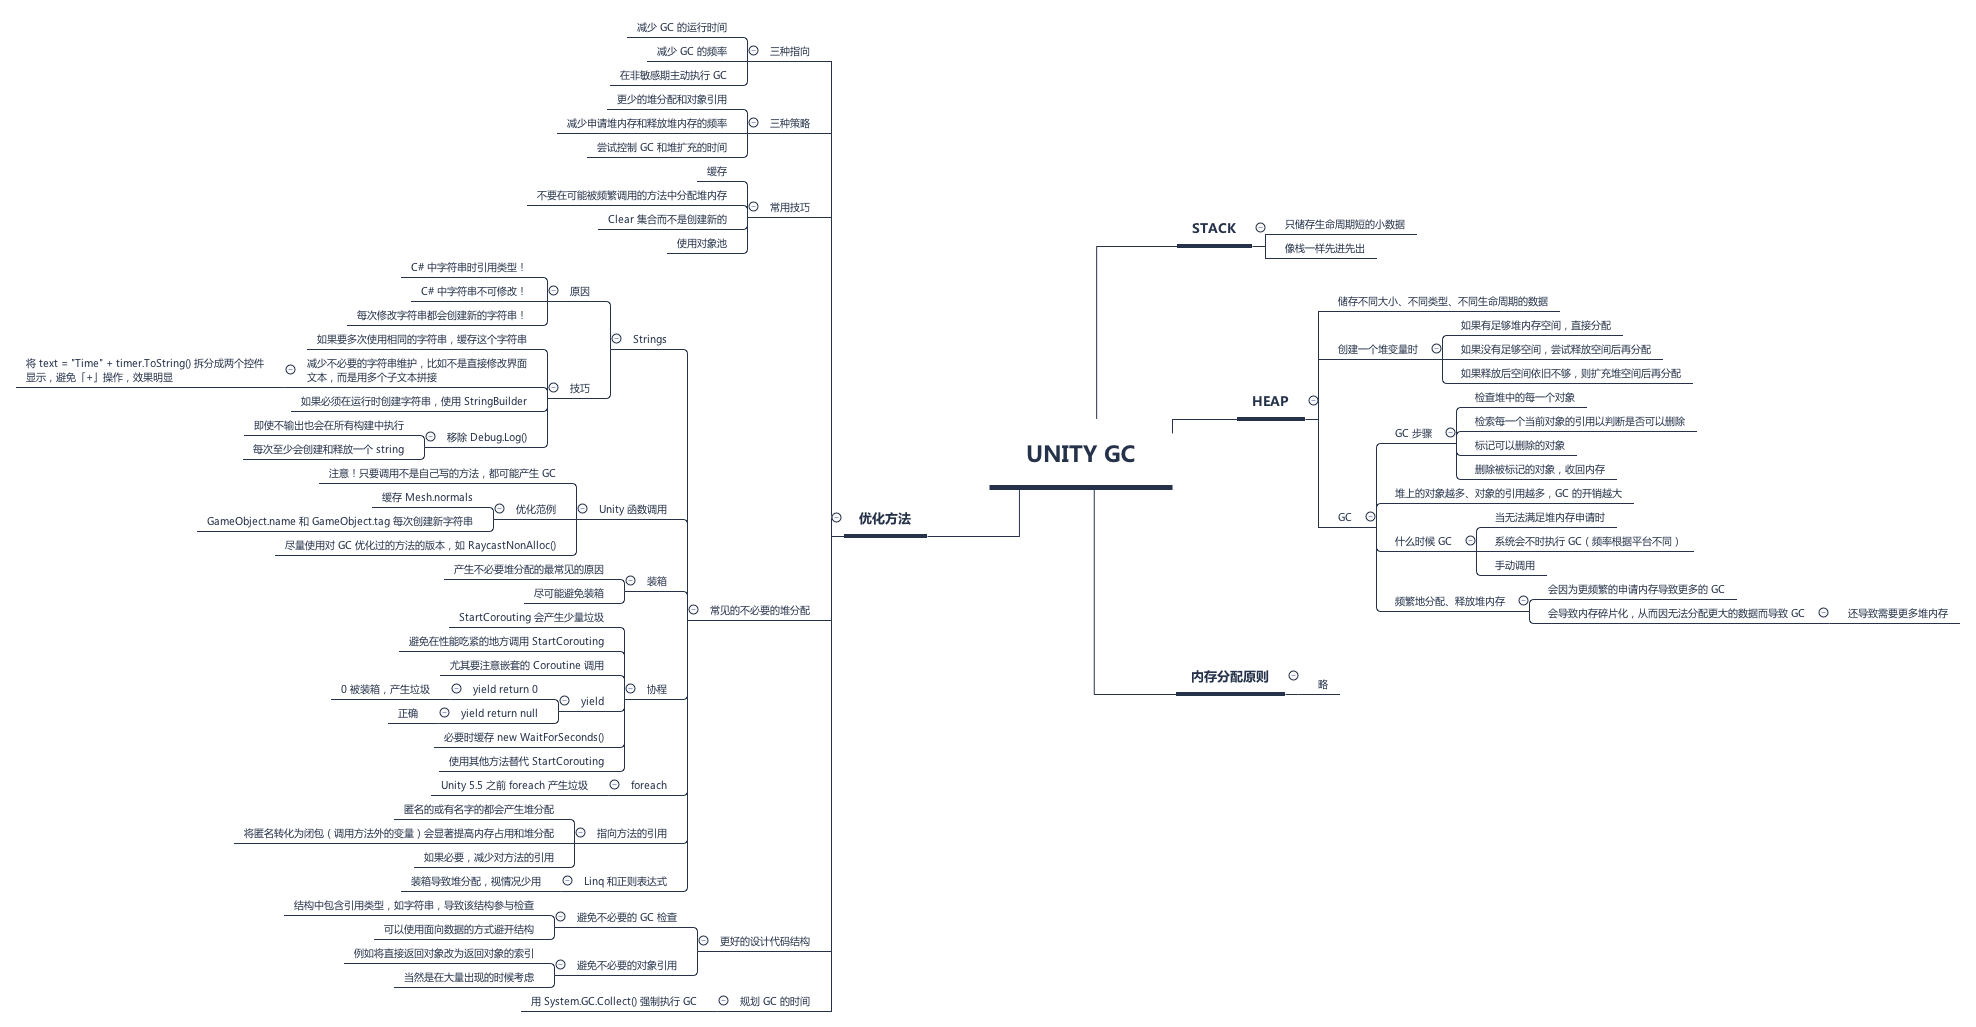 UNITY GC
STACK
只储存生命周期短的小数据
像栈一样先进先出
HEAP
储存不同大小、不同类型、不同生命周期的数据
创建一个堆变量时
如果有足够堆内存空间，直接分配
如果没有足够空间，尝试释放空间后再分配
如果释放后空间依旧不够，则扩充堆空间后再分配
GC
GC 步骤
检查堆中的每一个对象
检索每一个当前对象的引用以判断是否可以删除
标记可以删除的对象
删除被标记的对象，收回内存
堆上的对象越多、对象的引用越多，GC 的开销越大
什么时候 GC
当无法满足堆内存申请时
系统会不时执行 GC（频率根据平台不同）
手动调用
频繁地分配、释放堆内存
会因为更频繁的申请内存导致更多的 GC
会导致内存碎片化，从而因无法分配更大的数据而导致 GC
还导致需要更多堆内存
内存分配原则
略
优化方法
三种指向
减少 GC 的运行时间
减少 GC 的频率
在非敏感期主动执行 GC
三种策略
更少的堆分配和对象引用
减少申请堆内存和释放堆内存的频率
尝试控制 GC 和堆扩充的时间
常用技巧
缓存
不要在可能被频繁调用的方法中分配堆内存
Clear 集合而不是创建新的
使用对象池
常见的不必要的堆分配
Strings
原因
C# 中字符串时引用类型！
C# 中字符串不可修改！
每次修改字符串都会创建新的字符串！
技巧
如果要多次使用相同的字符串，缓存这个字符串
减少不必要的字符串维护，比如不是直接修改界面
文本，而是用多个子文本拼接
将 text = "Time" + timer.ToString() 拆分成两个控件
显示，避免「+」操作，效果明显
如果必须在运行时创建字符串，使用 StringBuilder
移除 Debug.Log()
即使不输出也会在所有构建中执行
每次至少会创建和释放一个 string
Unity 函数调用
注意！只要调用不是自己写的方法，都可能产生 GC
优化范例
缓存 Mesh.normals
GameObject.name 和 GameObject.tag 每次创建新字符串
尽量使用对 GC 优化过的方法的版本，如 RaycastNonAlloc()
装箱
产生不必要堆分配的最常见的原因
尽可能避免装箱
协程
StartCorouting 会产生少量垃圾
避免在性能吃紧的地方调用 StartCorouting
尤其要注意嵌套的 Coroutine 调用
yield
yield return 0
0 被装箱，产生垃圾
yield return null
正确
必要时缓存 new WaitForSeconds()
使用其他方法替代 StartCorouting
foreach
Unity 5.5 之前 foreach 产生垃圾
指向方法的引用
匿名的或有名字的都会产生堆分配
将匿名转化为闭包（调用方法外的变量）会显著提高内存占用和堆分配
如果必要，减少对方法的引用
Linq 和正则表达式
装箱导致堆分配，视情况少用
更好的设计代码结构
避免不必要的 GC 检查
结构中包含引用类型，如字符串，导致该结构参与检查
可以使用面向数据的方式避开结构
避免不必要的对象引用
例如将直接返回对象改为返回对象的索引
当然是在大量出现的时候考虑
规划 GC 的时间
用 System.GC.Collect() 强制执行 GC